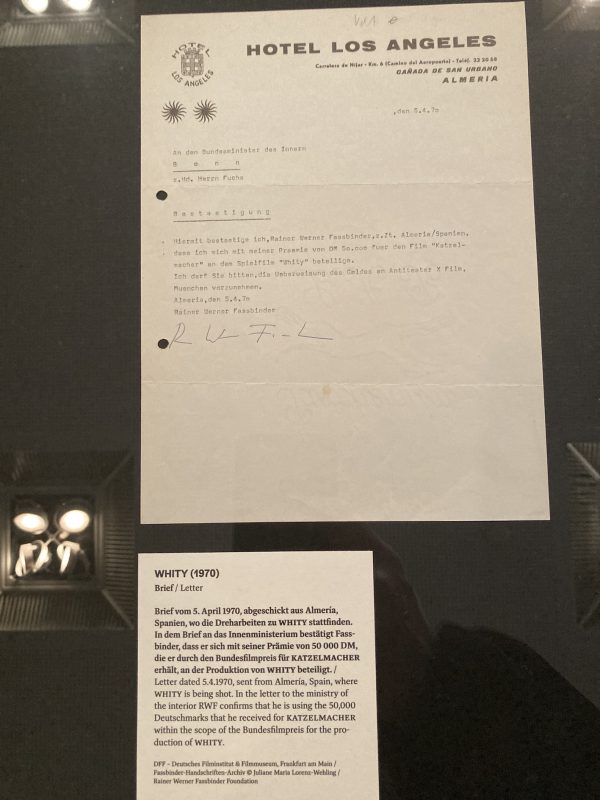 HOTEL
LOS ANGELES
HOTEL LOS ANGELES
Carretera de Níjar - Km. 6 (Camino del Aeropuerto) - Teléf. 22 20 58
CAÑADA DE SAN URBANO
ALMERIA
,den 5.4.7o
An den Bundesminister des Innern
B o n n
z.Hd. Herrn Fuchs
B e s t a e t i g u n g
Hiermit bestaetige ich,Rainer Werner Fassbinder,z.Zt. Almeria/Spanien,
dass ich mich mit meiner Praemie von DM 5o.ooo fuer den Film "Katzel-
macher" an dem Spielfilm "Whity" beteilige.
Ich darf Sie bitten,die Ueberweisung des Geldes an Antiteater X Film,
Muenchen vorzunehmen.
Almeria,den 5.4.7o
Rainer Werner Fassbinder
WHITY (1970)
Brief / Letter
Brief vom 5. April 1970, abgeschickt aus Almería,
Spanien, wo die Dreharbeiten zu WHITY stattfinden.
In dem Brief an das Innenministerium bestätigt Fass-
binder, dass er sich mit seiner Prämie von 50 000 DM,
die er durch den Bundesfilmpreis für KATZELMACHER
erhält, an der Produktion von WHITY beteiligt. /
Letter dated 5.4.1970, sent from Almería, Spain, where
WHITY is being shot. In the letter to the ministry of
the interior RWF confirms that he is using the 50,000
Deutschmarks that he received for KATZELMACHER
within the scope of the Bundesfilmpreis for the pro-
duction of WHITY.
DFF – Deutsches Filminstitut & Filmmuseum, Frankfurt am Main /
Fassbinder-Handschriften-Archiv © Juliane Maria Lorenz-Wehling /
Rainer Werner Fassbinder Foundation